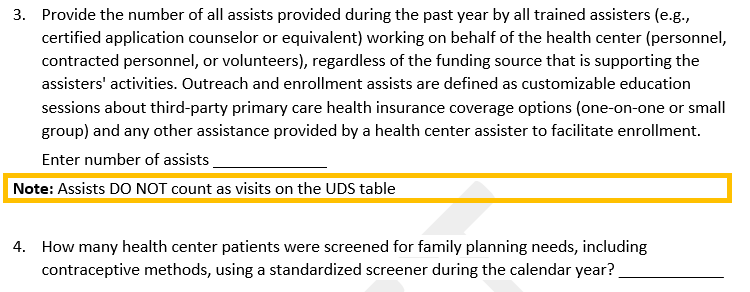 3. Provide the number of all assists provided during the past year by all trained assisters (e.g.,
certified application counselor or equivalent) working on behalf of the health center (personnel,
contracted personnel, or volunteers), regardless of the funding source that is supporting the
assisters' activities. Outreach and enrollment assists are defined as customizable education
sessions about third-party primary care health insurance coverage options (one-on-one or small
group) and any other assistance provided by a health center assister to facilitate enrollment.
Enter number of assists ____________
Note: Assists DO NOT count as visits on the UDS table
4. How many health center patients were screened for family planning needs, including
contraceptive methods, using a standardized screener during the calendar year? ___________